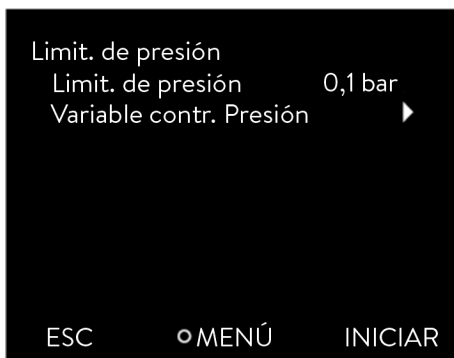 Limit. de presión
Limit. de presión 0,1 bar
Variable contr. Presión
ESC MENÚ INICIAR